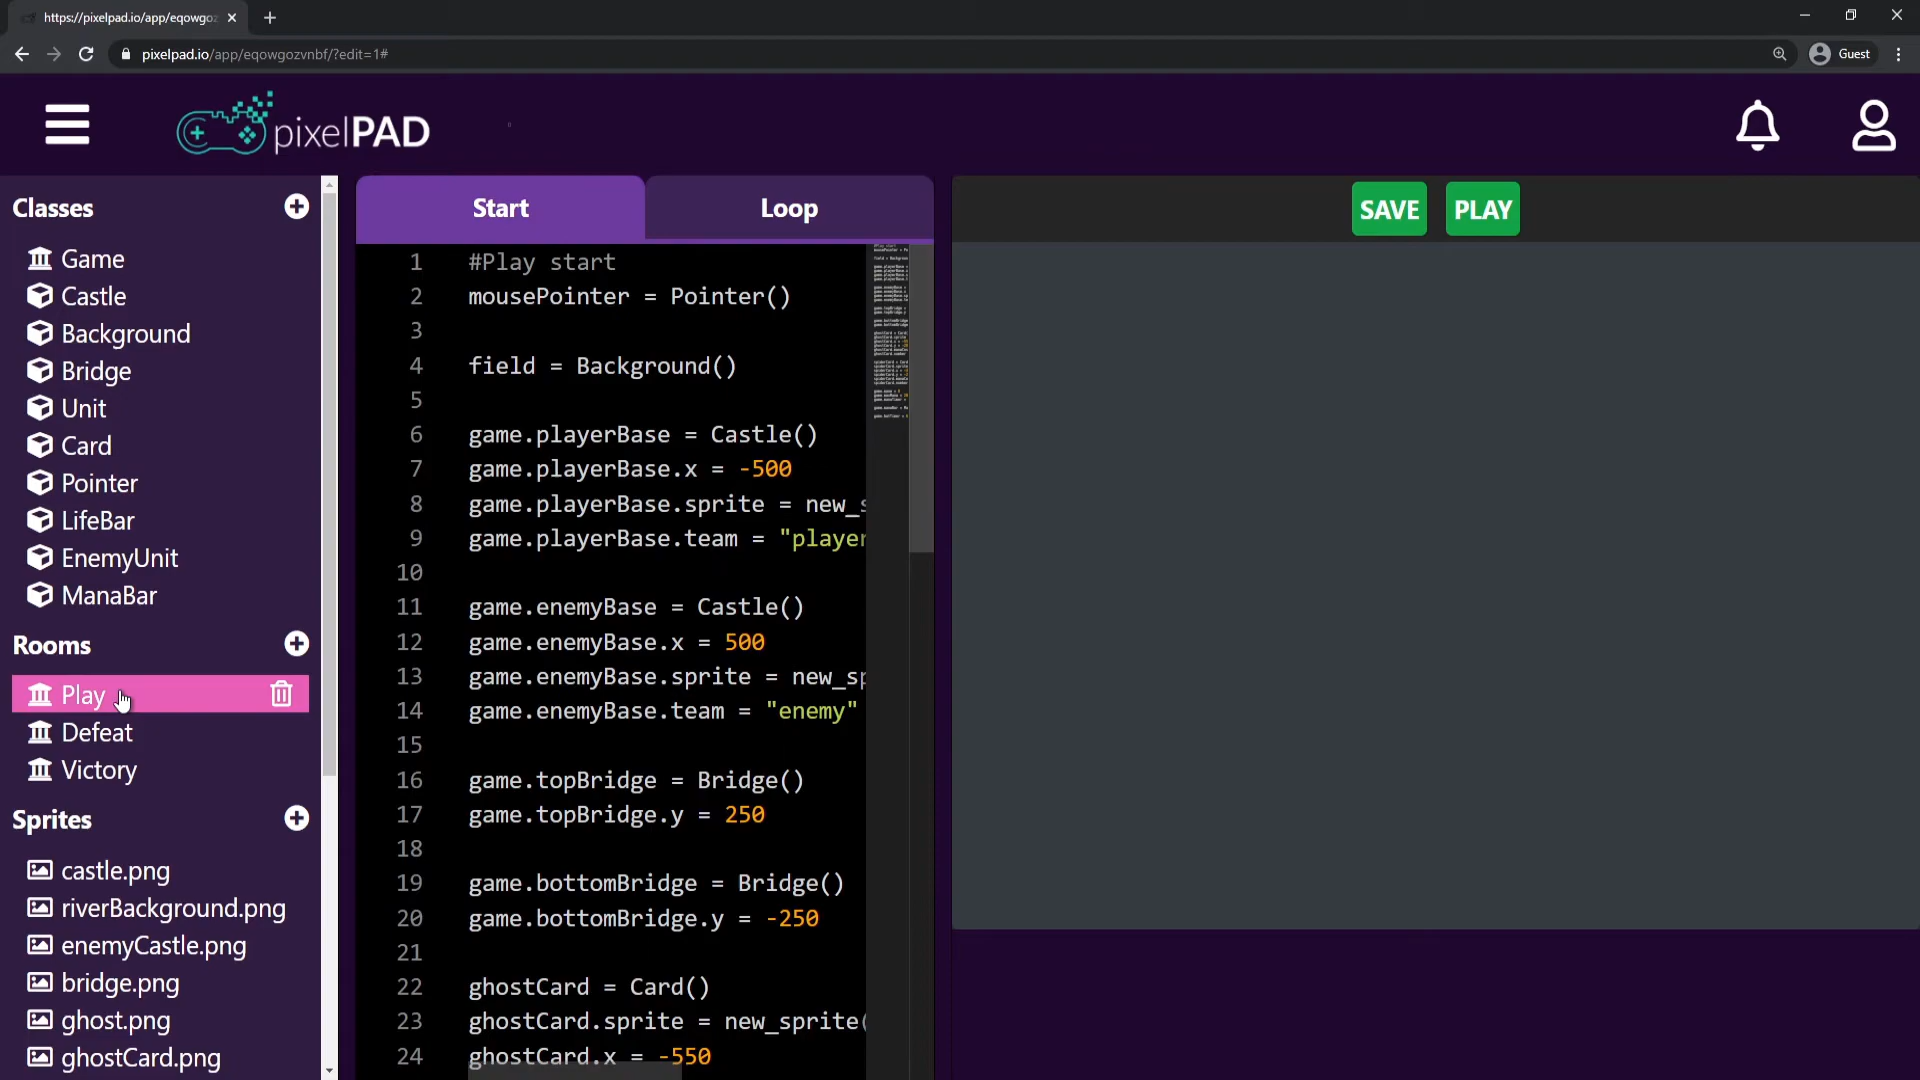 https://pixelpad.io/app/eqowgoz
pixelpad.io/app/eqowgozvnbf/?edit=1#
Guest
pixelPAD
Classes
Game
Castle
Background
Bridge
Unit
Card
Pointer
LifeBar
EnemyUnit
ManaBar
Rooms
Play
Defeat
Victory
Sprites
castle.png
riverBackground.png
enemyCastle.png
bridge.png
ghost.png
ghostCard.png
Start
Loop
1 #Play start
2 mousePointer = Pointer()
3
4 field = Background()
5
6 game.playerBase = Castle()
7 game.playerBase.x = -500
8 game.playerBase.sprite = new_s
9 game.playerBase.team = "player
10
11 game.enemyBase = Castle()
12 game.enemyBase.x = 500
13 game.enemyBase.sprite = new_sp
14 game.enemyBase.team = "enemy"
15
16 game.topBridge = Bridge()
17 game.topBridge.y = 250
18
19 game.bottomBridge = Bridge()
20 game.bottomBridge.y = -250
21
22 ghostCard = Card()
23 ghostCard.sprite = new_sprite(
24 ghostCard.x = -550
SAVE
PLAY